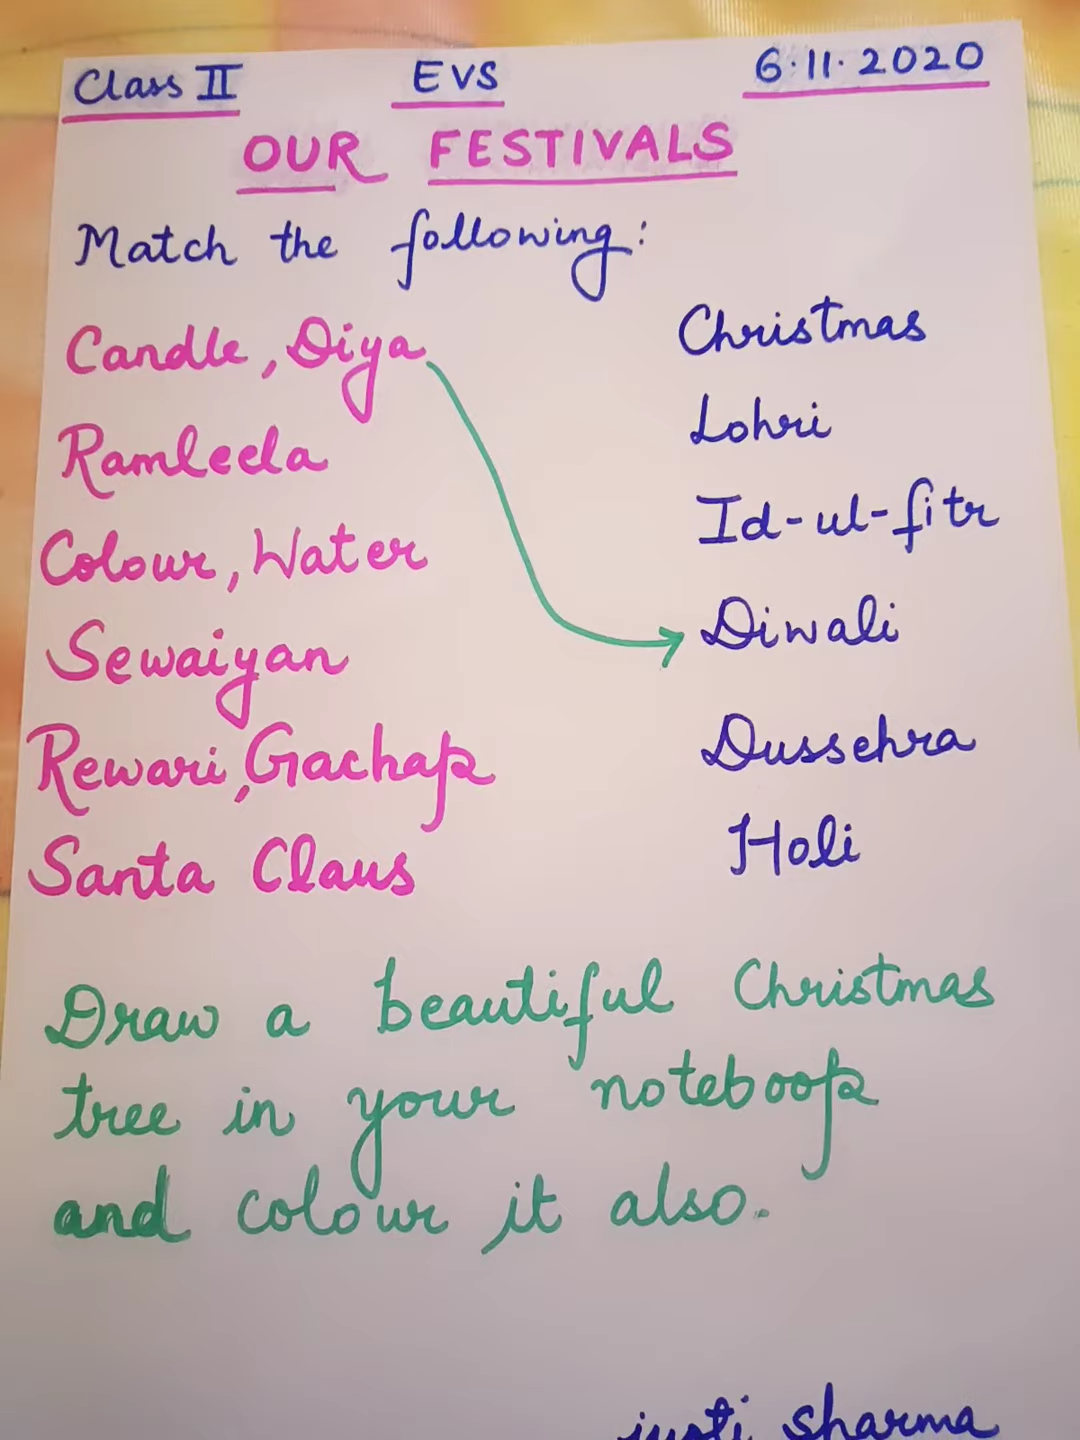 Class II EVS 6.11.2020
OUR FESTIVALS
Match the following:
Candle, Diya Christmas
Ramleela Lohri
Colour, Water Id-ul-fitr
Sewaiyan Diwali
Rewari, Gachak Dussehra
Santa Claus Holi
Draw a beautiful Christmas
tree in your notebook
and colour it also.
jyoti sharma